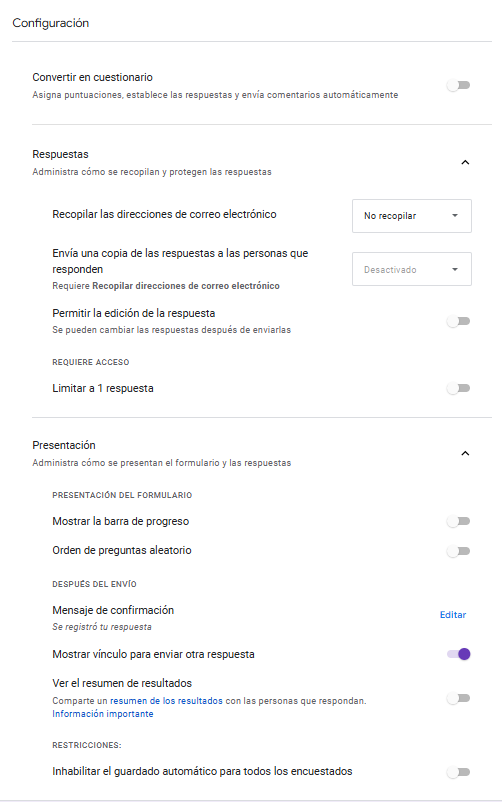 Configuración
Convertir en cuestionario
Asigna puntuaciones, establece las respuestas y envía comentarios automáticamente
Respuestas
Administra cómo se recopilan y protegen las respuestas
Recopilar las direcciones de correo electrónico
No recopilar
Envía una copia de las respuestas a las personas que
responden
Requiere Recopilar direcciones de correo electrónico
Desactivado
Permitir la edición de la respuesta
Se pueden cambiar las respuestas después de enviarlas
REQUIERE ACCESO
Limitar a 1 respuesta
Presentación
Administra cómo se presentan el formulario y las respuestas
PRESENTACIÓN DEL FORMULARIO
Mostrar la barra de progreso
Orden de preguntas aleatorio
DESPUÉS DEL ENVÍO
Mensaje de confirmación
Se registró tu respuesta
Editar
Mostrar vínculo para enviar otra respuesta
Ver el resumen de resultados
Comparte un resumen de los resultados con las personas que respondan.
Información importante
RESTRICCIONES:
Inhabilitar el guardado automático para todos los encuestados